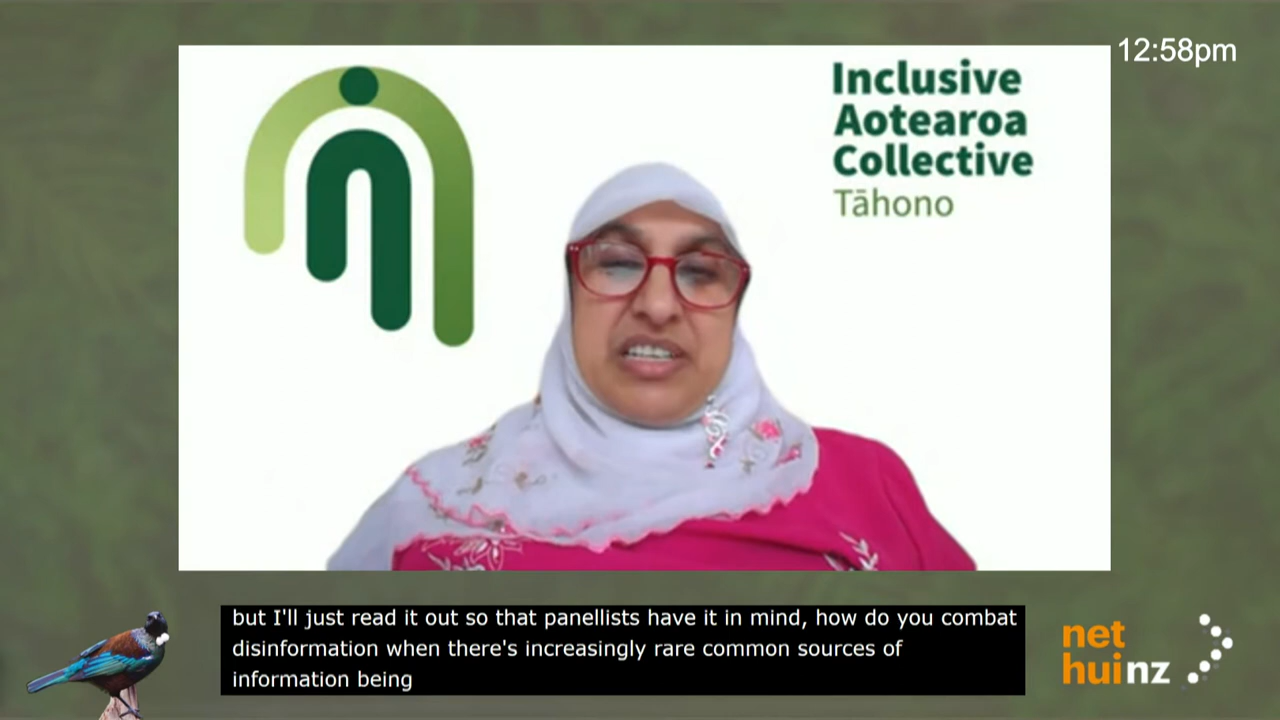 12:58pm
Inclusive
Aotearoa
Collective
Tāhono
but I'll just read it out so that panellists have it in mind, how do you combat
disinformation when there's increasingly rare common sources of
information being
net
huinz